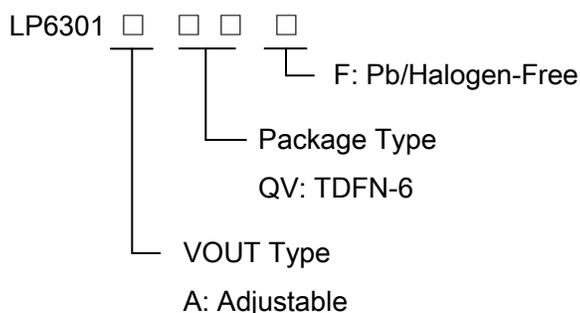 LP6301 □ □ □ □
F: Pb/Halogen-Free
Package Type
QV: TDFN-6
VOUT Type
A: Adjustable